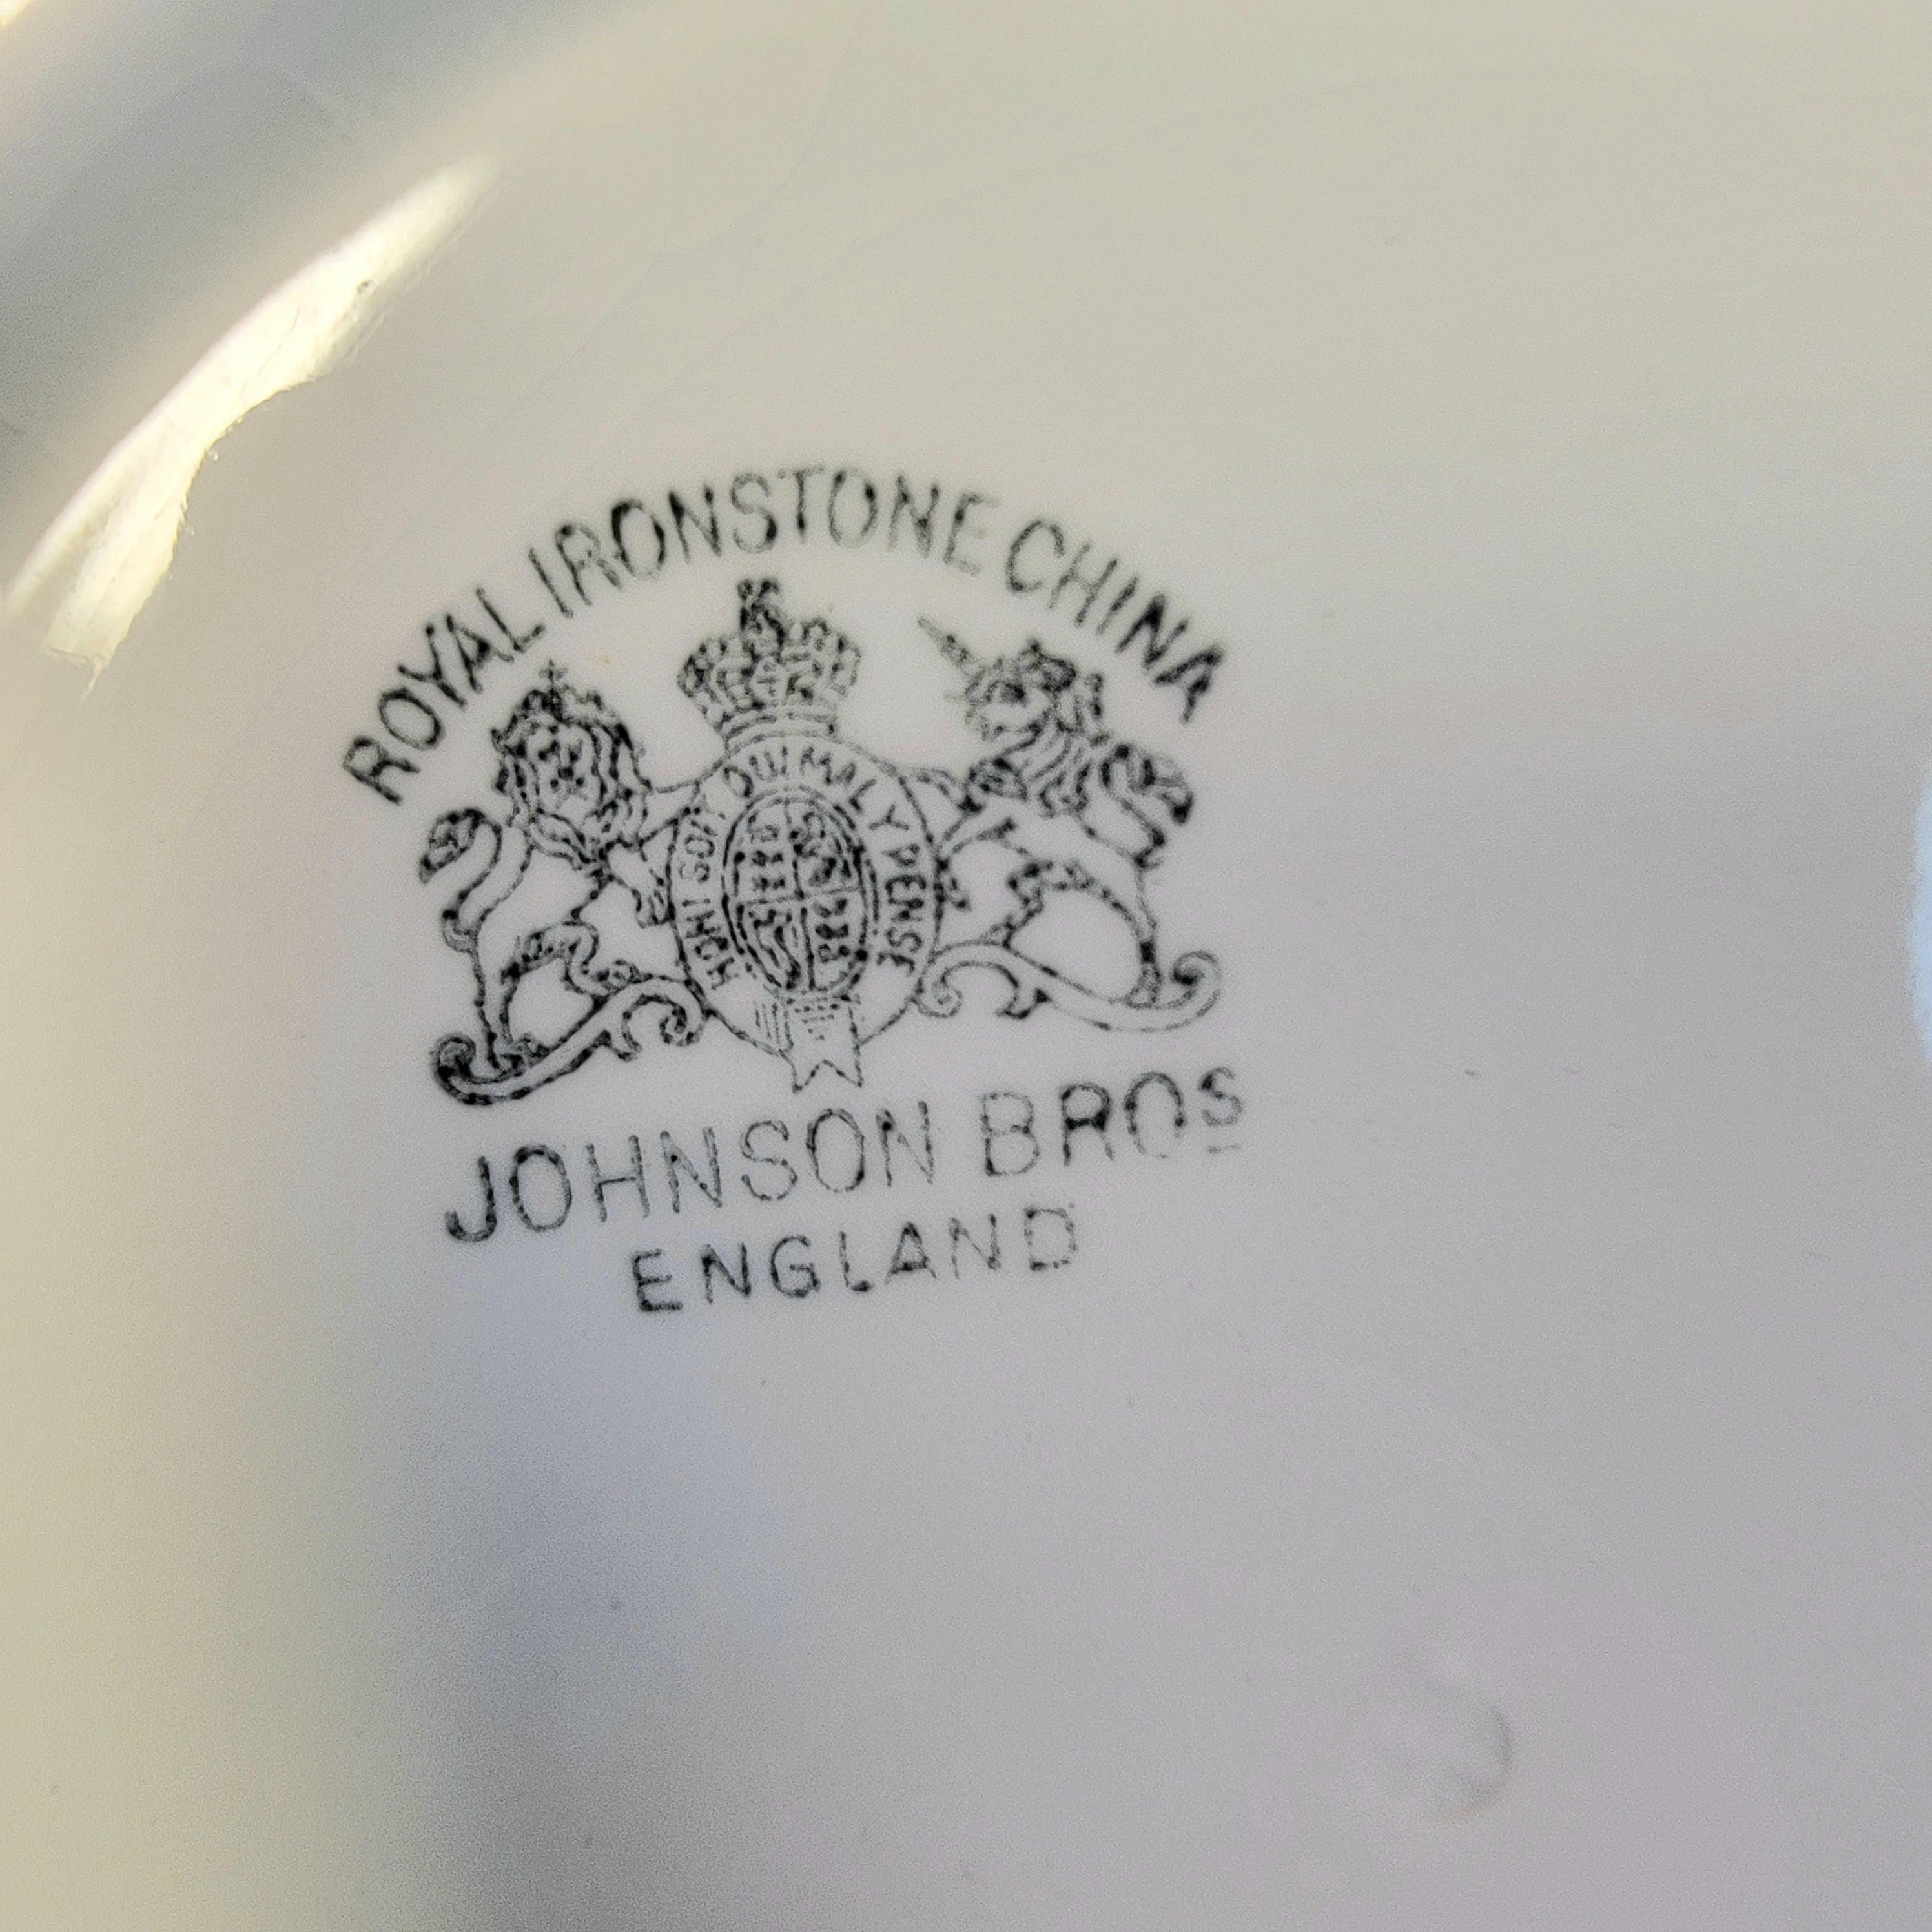 ROYAL IRONSTONE CHINA
HONI SOIT QUI MAL Y PENSE
JOHNSON BROS
ENGLAND